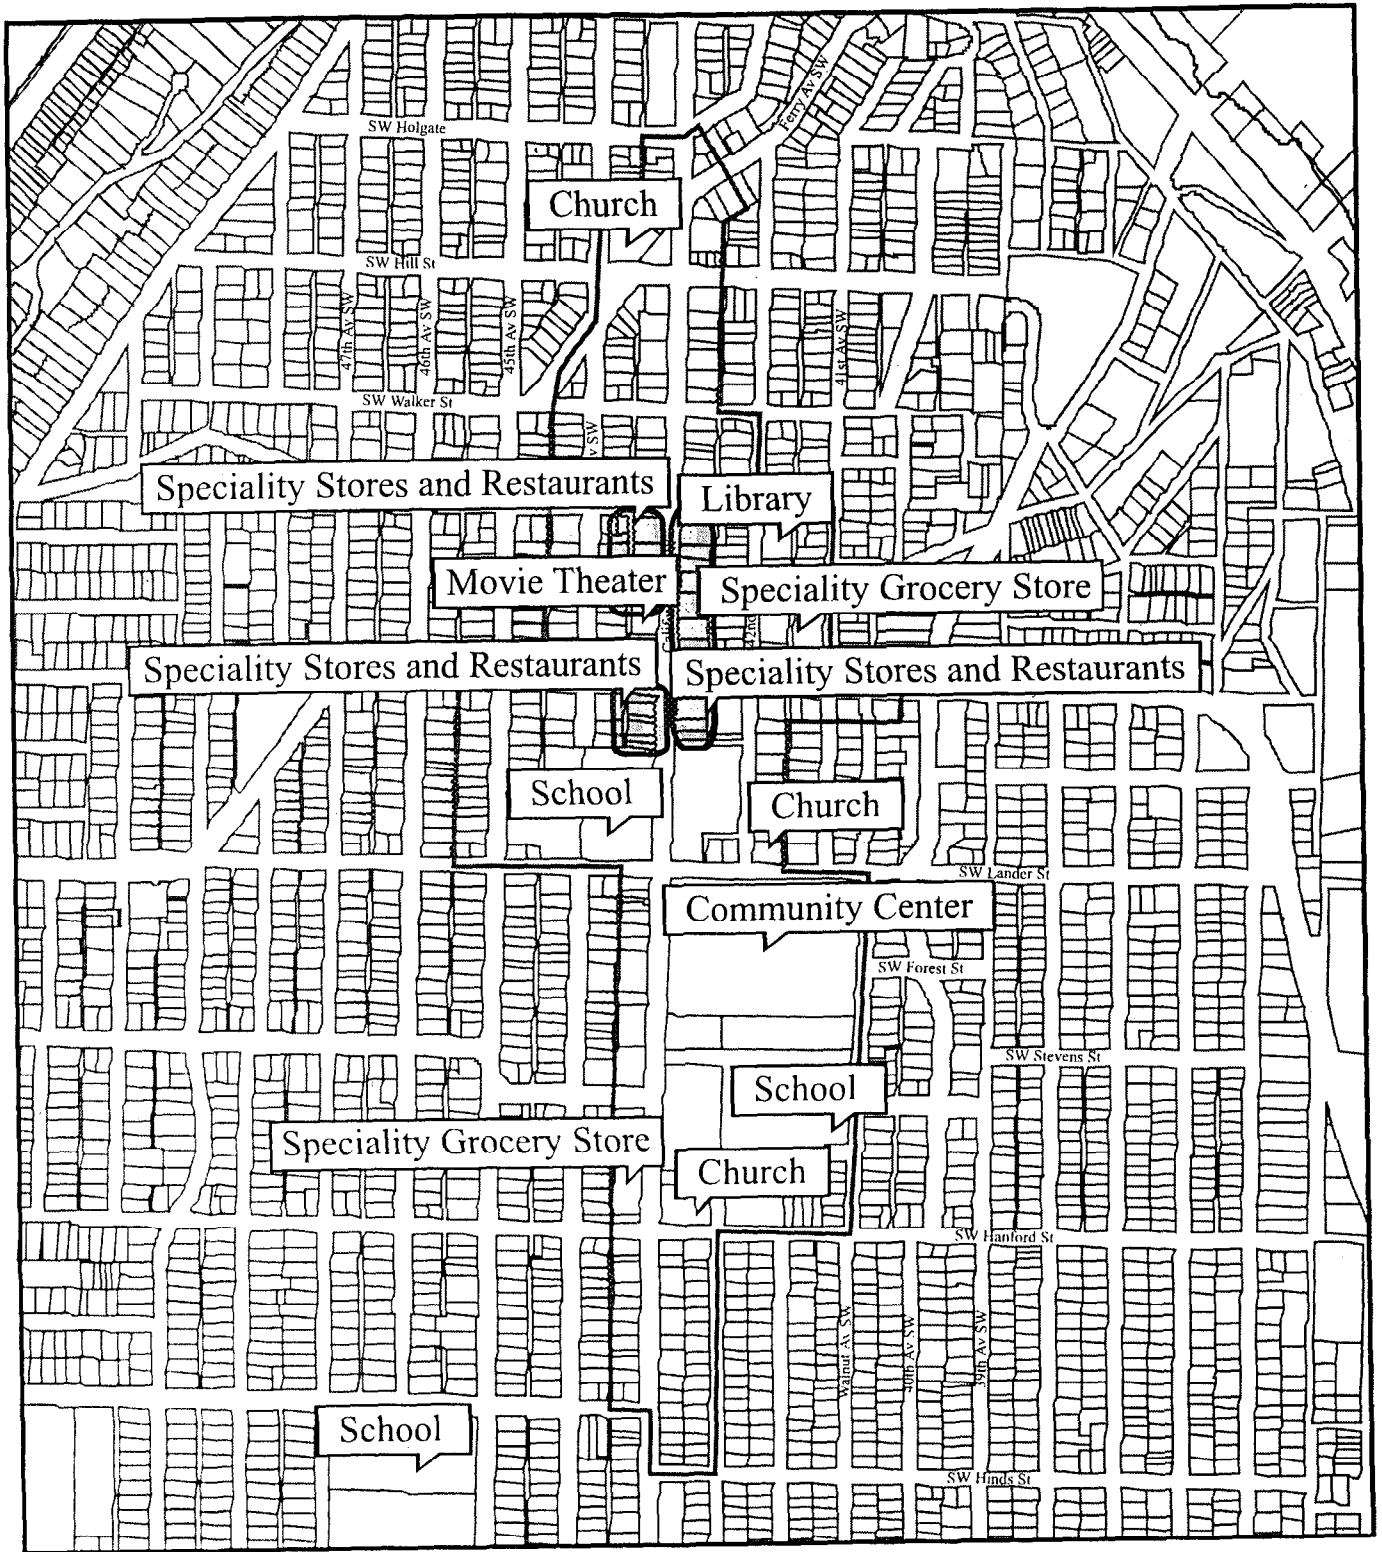 SW Holgate
Ferry Av SW
Church
SW Hill St
47th Av SW
46th Av SW
45th Av SW
41st Av SW
SW Walker St
v SW
Speciality Stores and Restaurants
Library
Movie Theater
Speciality Grocery Store
Califo
42nd
Speciality Stores and Restaurants
Speciality Stores and Restaurants
School
Church
SW Lander St
Community Center
SW Forest St
SW Stevens St
School
Speciality Grocery Store
Church
SW Hanford St
Walnut Av SW
40th Av SW
39th Av SW
School
SW Hinds St